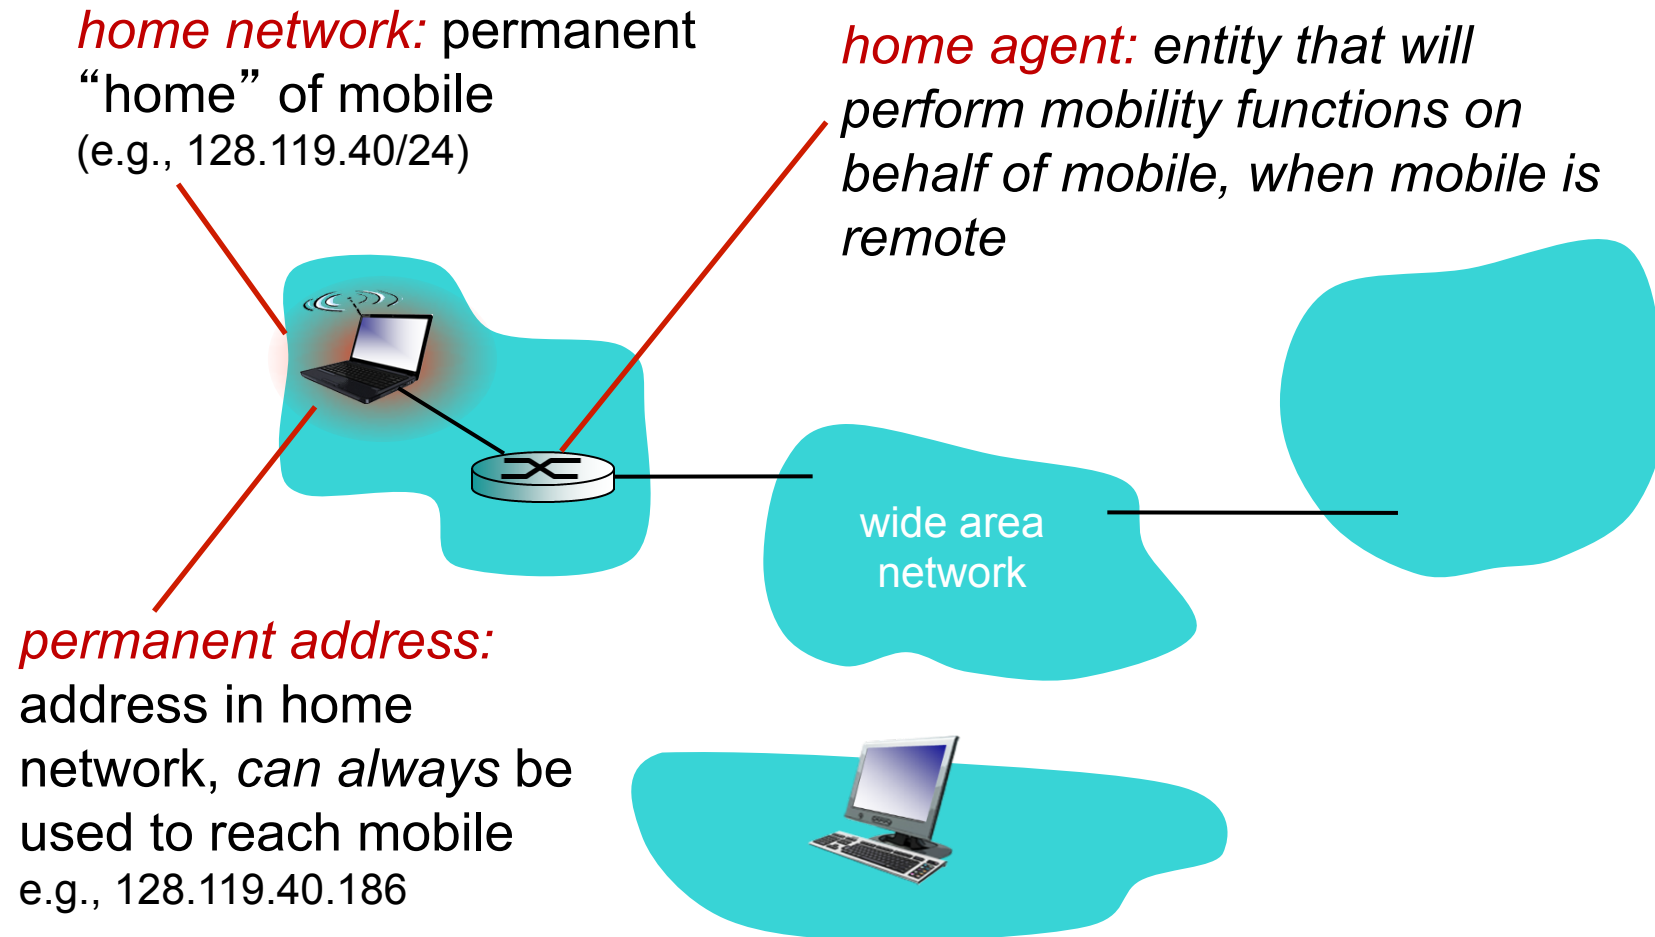 home network: permanent
“home” of mobile
(e.g., 128.119.40/24)
home agent: entity that will
perform mobility functions on
behalf of mobile, when mobile is
remote
wide area
network
permanent address:
address in home
network, can always be
used to reach mobile
e.g., 128.119.40.186